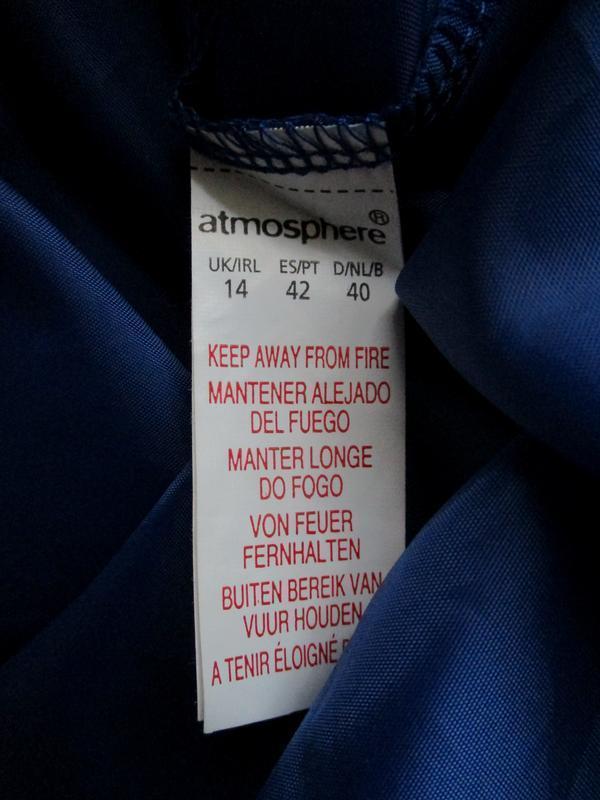 atmosphere®
UK/IRL ES/PT D/NL/B
14 42 40
KEEP AWAY FROM FIRE
MANTENER ALEJADO
DEL FUEGO
MANTER LONGE
DO FOGO
VON FEUER
FERNHALTEN
BUITEN BEREIK VAN
VUUR HOUDEN
A TENIR ÉLOIGNÉ